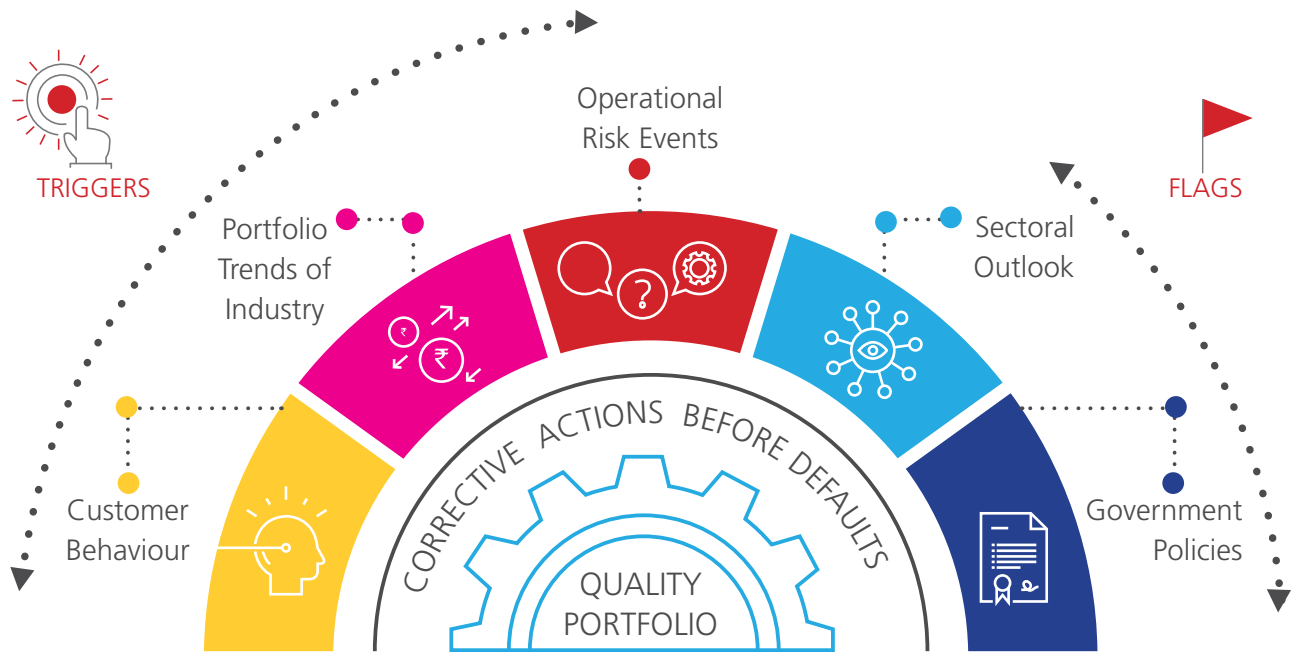 TRIGGERS
Operational
Risk Events
FLAGS
Portfolio
Trends of
Industry
Sectoral
Outlook
₹
₹
?
CORRECTIVE ACTIONS BEFORE DEFAULTS
Customer
Behaviour
Government
Policies
QUALITY
PORTFOLIO